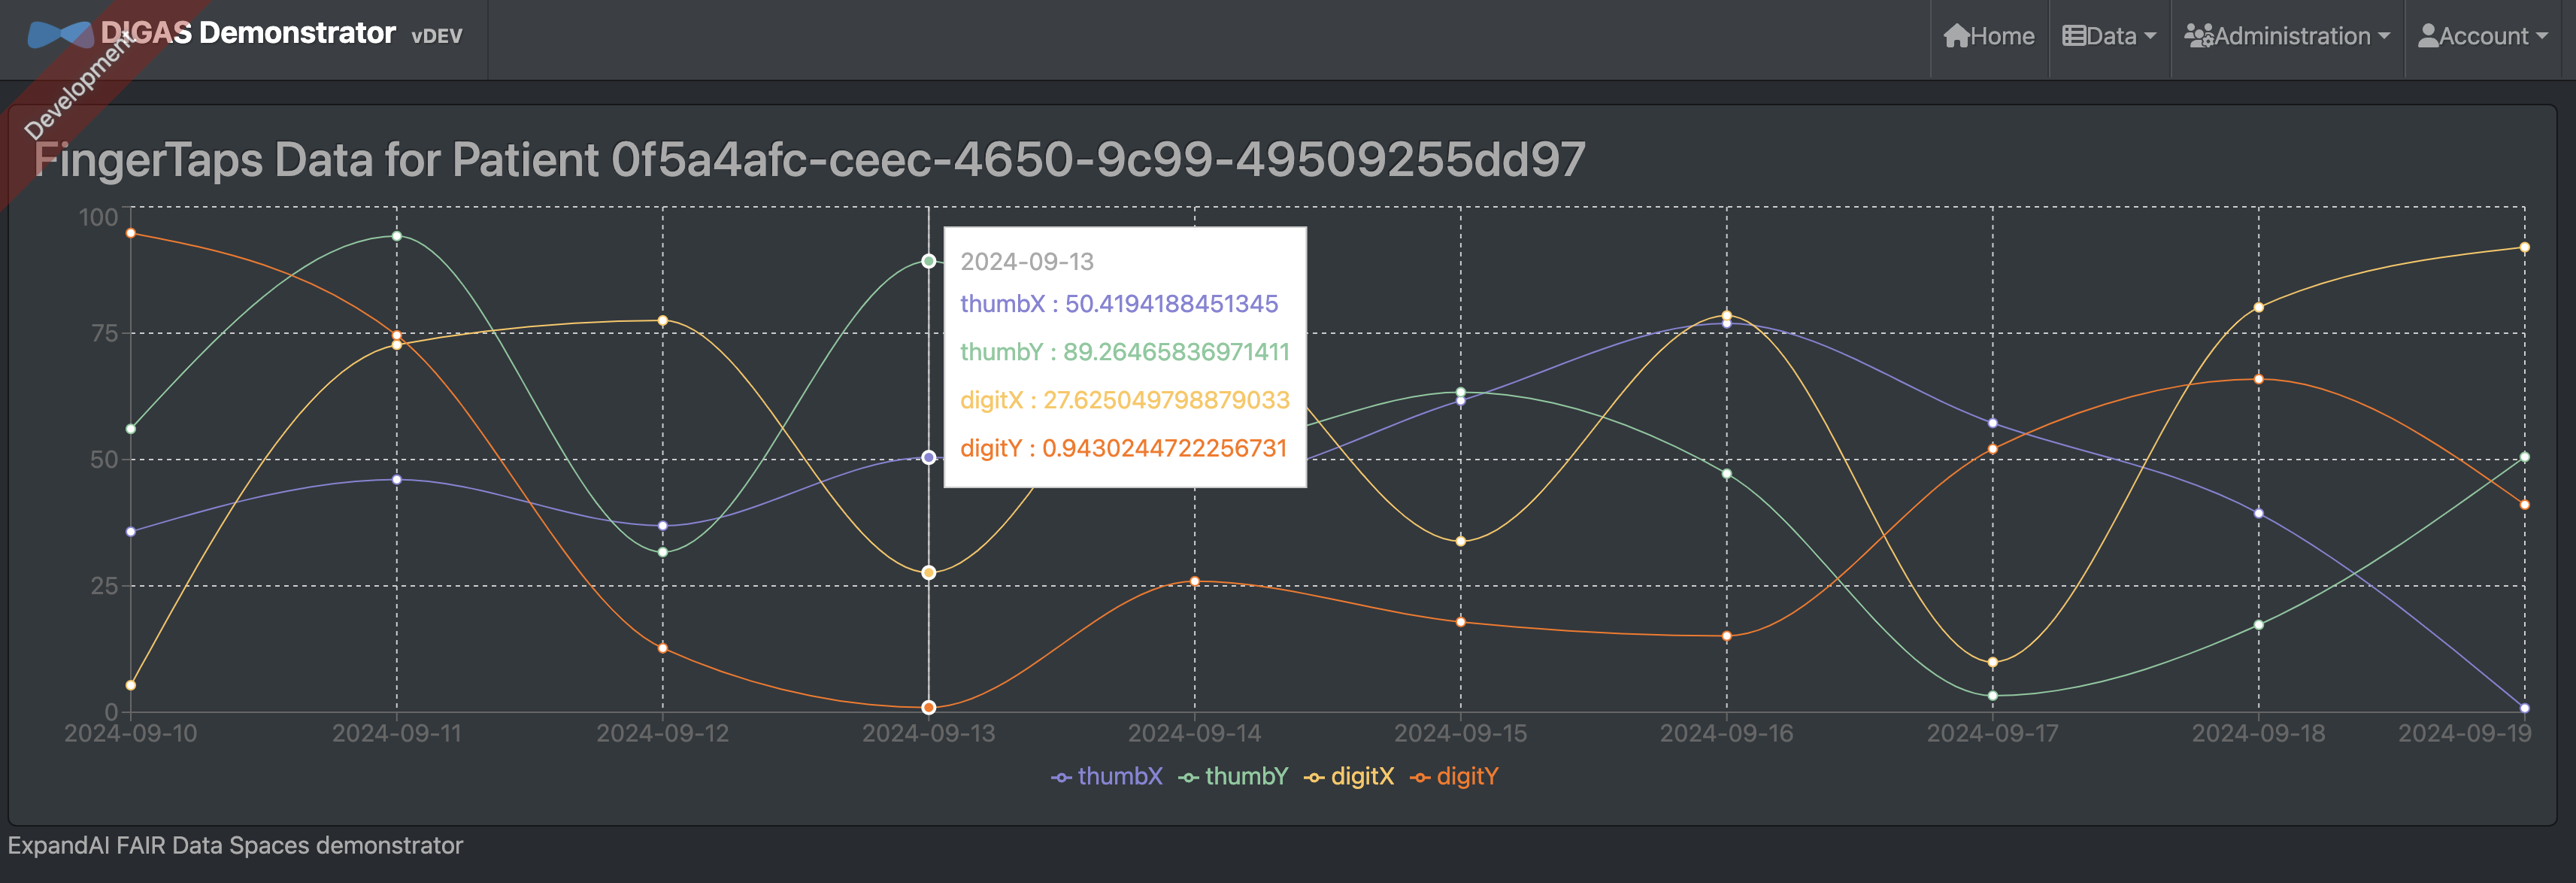 DIGAS Demonstrator vDEV
Home
Data
Administration
Account
Development
FingerTaps Data for Patient 0f5a4afc-ceec-4650-9c99-49509255dd97
100
75
50
25
0
2024-09-13
thumbX : 50.4194188451345
thumbY : 89.26465836971411
digitX : 27.625049798879033
digitY : 0.9430244722256731
2024-09-10 2024-09-11 2024-09-12 2024-09-13 2024-09-14 2024-09-15 2024-09-16 2024-09-17 2024-09-18 2024-09-19
thumbX thumbY digitX digitY
ExpandAI FAIR Data Spaces demonstrator